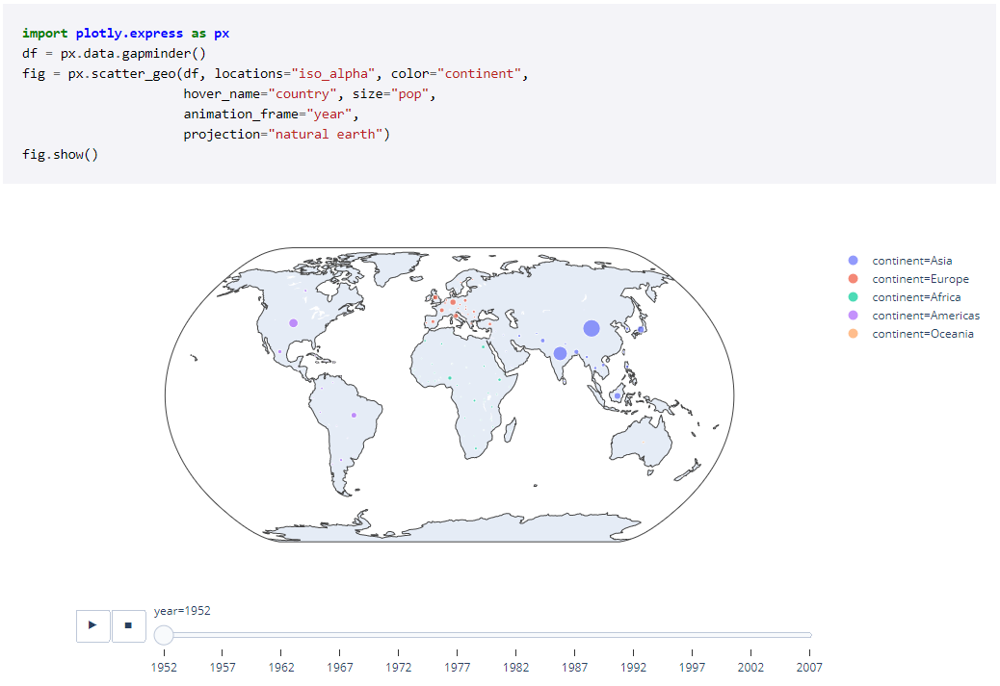 import plotly.express as px
df = px.data.gapminder()
fig = px.scatter_geo(df, locations="iso_alpha", color="continent",
                     hover_name="country", size="pop",
                     animation_frame="year",
                     projection="natural earth")
fig.show()
continent=Asia
continent=Europe
continent=Africa
continent=Americas
continent=Oceania
year=1952
1952 1957 1962 1967 1972 1977 1982 1987 1992 1997 2002 2007